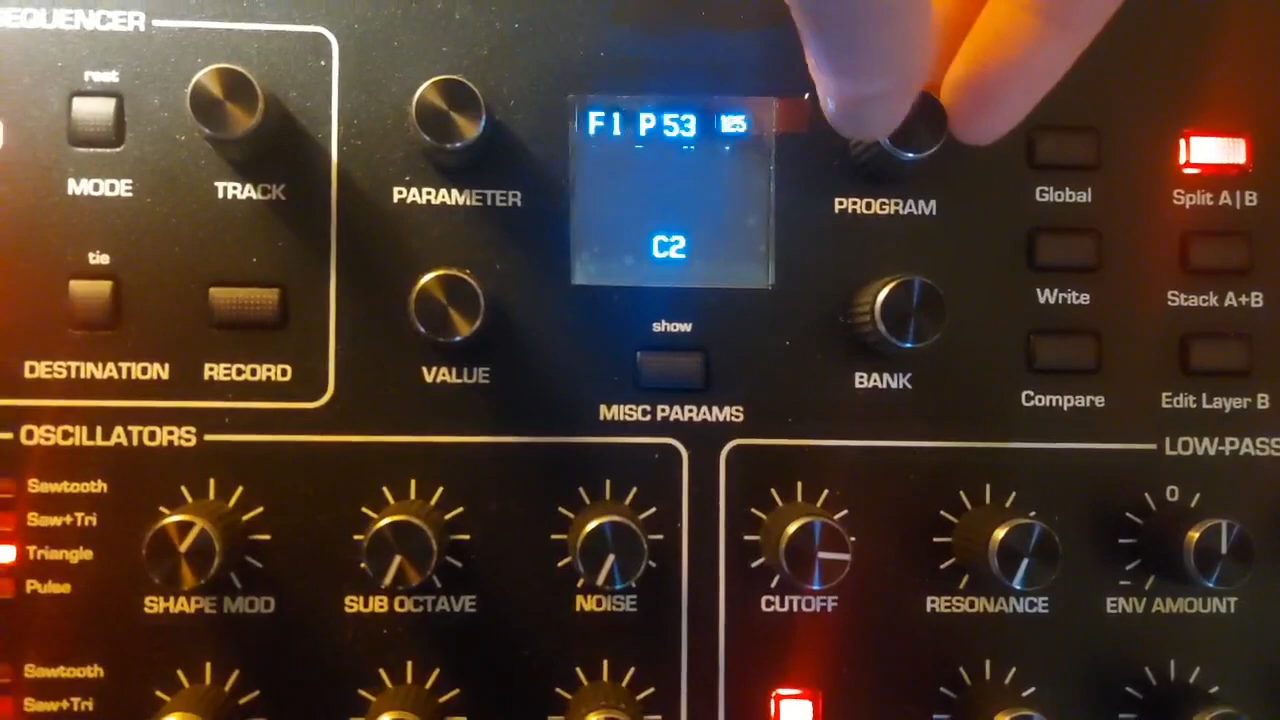 SEQUENCER
rest
MODE
TRACK
PARAMETER
F1 P53 125
C2
PROGRAM
Global
Split A|B
tie
DESTINATION
RECORD
VALUE
show
MISC PARAMS
BANK
Write
Stack A+B
Compare
Edit Layer B
OSCILLATORS
LOW-PASS
Sawtooth
Saw+Tri
Triangle
Pulse
SHAPE MOD
SUB OCTAVE
NOISE
CUTOFF
RESONANCE
0
ENV AMOUNT
Sawtooth
Saw+Tri